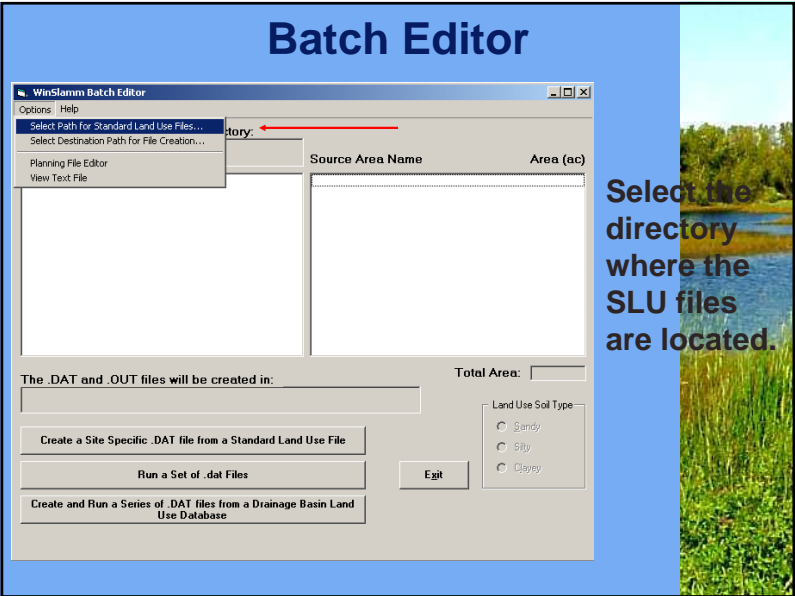 Batch Editor
WinSlamm Batch Editor
Options Help
Select Path for Standard Land Use Files...
Select Destination Path for File Creation...
Planning File Editor
View Text File
tory:
Source Area Name Area (ac)
Select the
directory
where the
SLU files
are located.
The .DAT and .OUT files will be created in:
Total Area:
Land Use Soil Type
Sandy
Silty
Clayey
Create a Site Specific .DAT file from a Standard Land Use File
Run a Set of .dat Files
Exit
Create and Run a Series of .DAT files from a Drainage Basin Land
Use Database